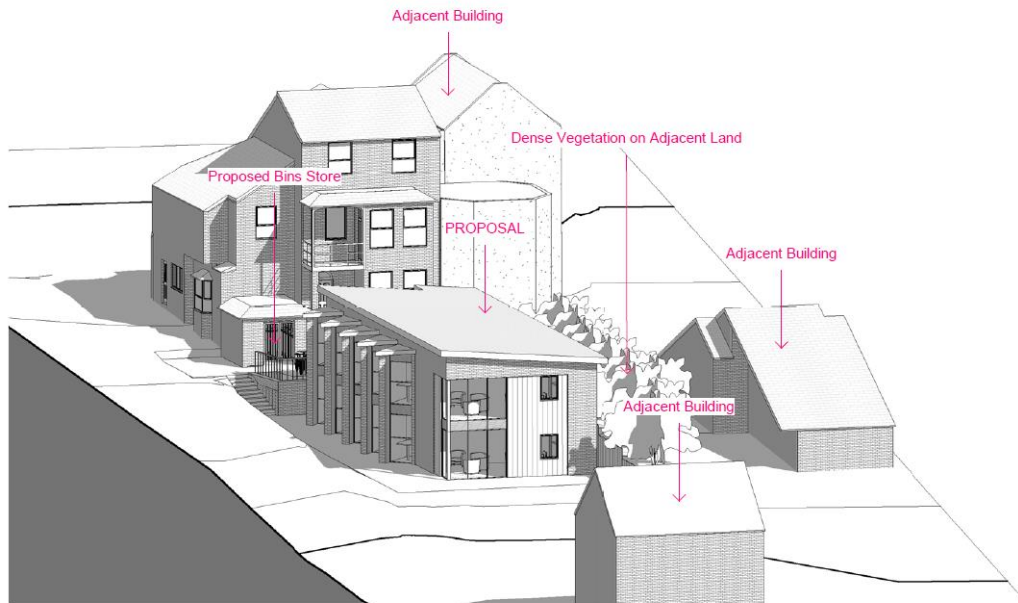 Adjacent Building
Dense Vegetation on Adjacent Land
Proposed Bins Store
PROPOSAL
Adjacent Building
Adjacent Building